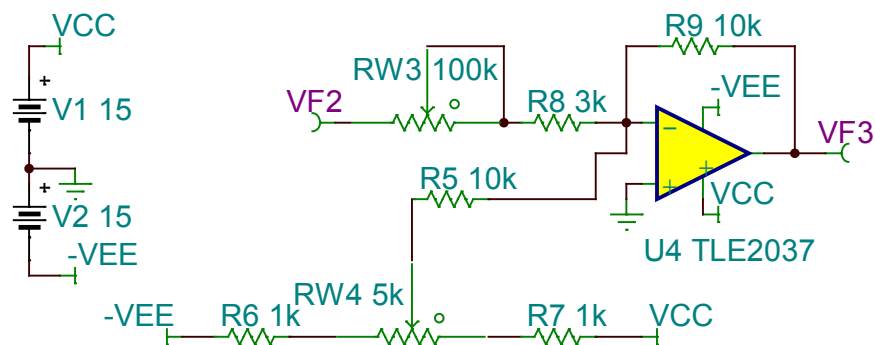 VCC
V1 15
V2 15
-VEE
R9 10k
RW3 100k
-VEE
VF2
R8 3k
VF3
R5 10k
VCC
U4 TLE2037
RW4 5k
-VEE
R6 1k
R7 1k
VCC